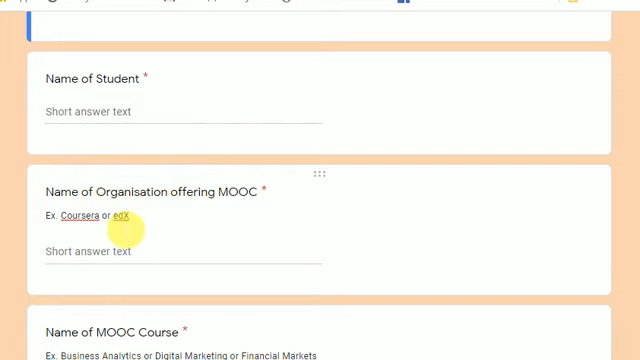 Name of Student *
Short answer text
Name of Organisation offering MOOC *
Ex. Coursera or edX
Short answer text
Name of MOOC Course *
Ex. Business Analytics or Digital Marketing or Financial Markets